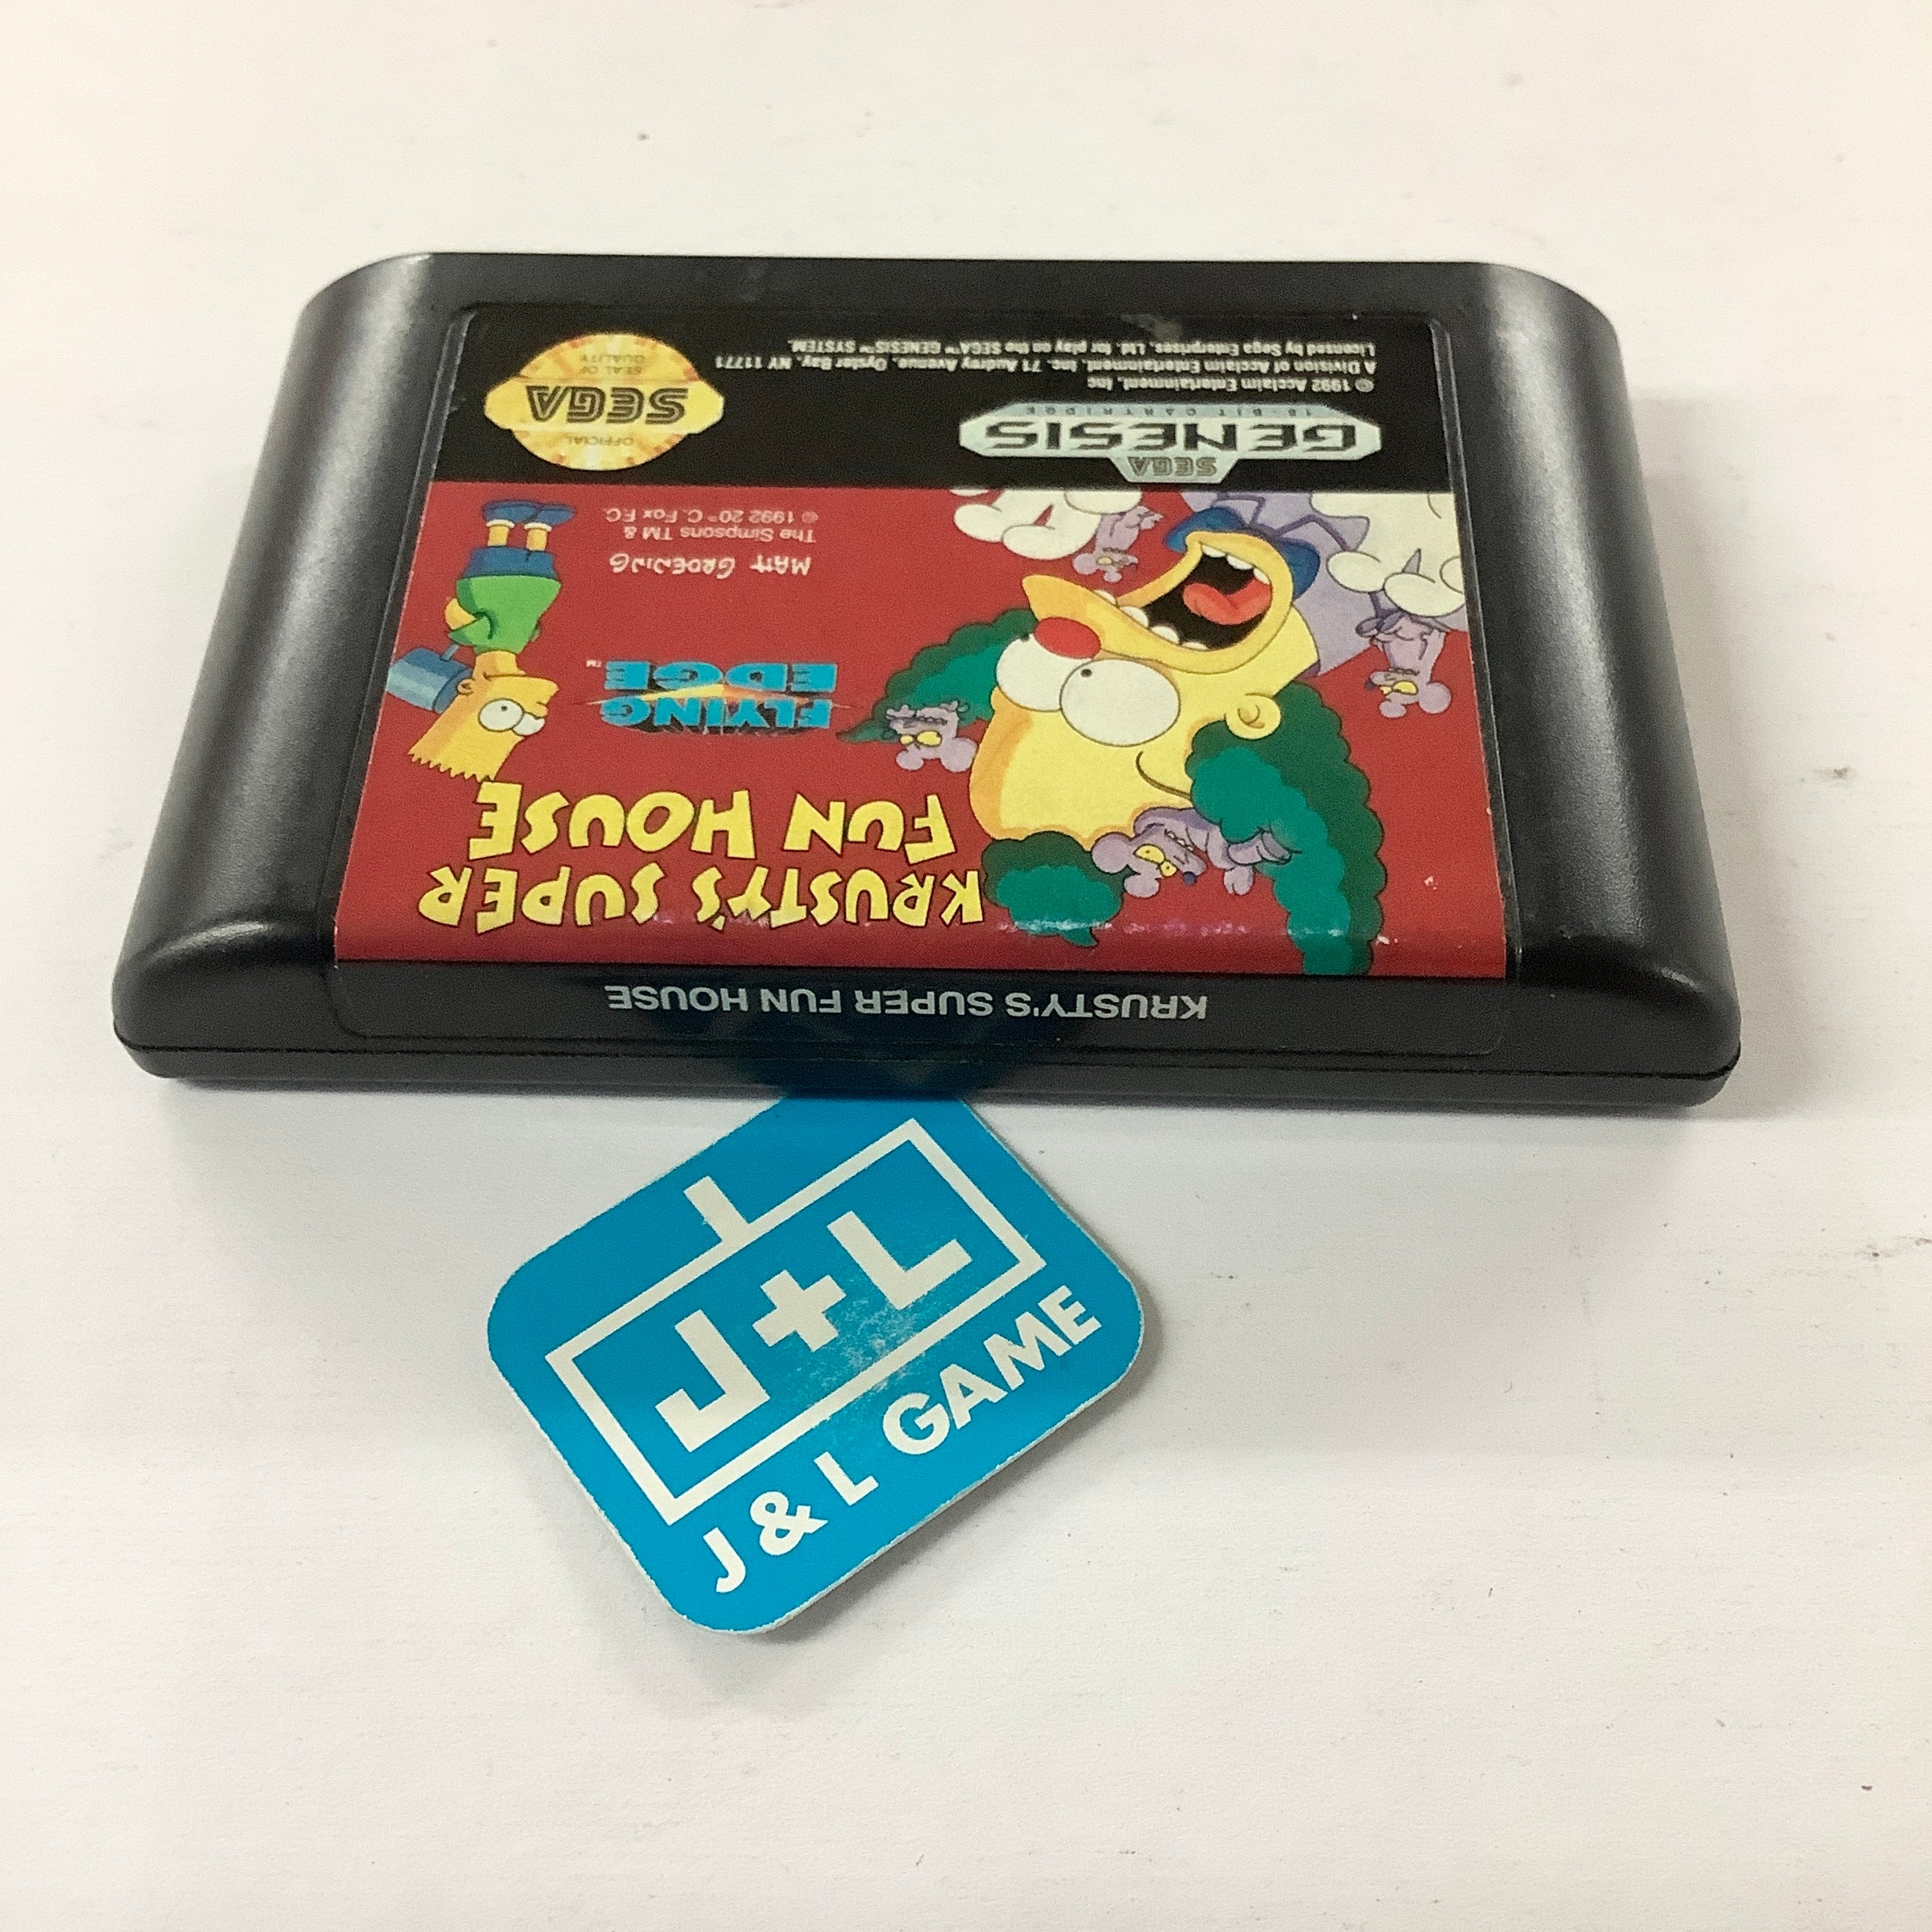 KRUSTY'S SUPER FUN HOUSE
KRUSTY'S SUPER
FUN HOUSE
FLYING
EDGE™
MATT GROENING
The Simpsons TM &
© 1992 20th C. Fox F.C.
SEGA
GENESIS
16-BIT CARTRIDGE
© 1992 Acclaim Entertainment, Inc
A Division of Acclaim Entertainment, Inc. 71 Audrey Avenue, Oyster Bay, NY 11771
Licensed by Sega Enterprises, Ltd. for play on the SEGA™ GENESIS™ SYSTEM.
OFFICIAL
SEGA
SEAL OF
QUALITY
J+L
J & L GAME